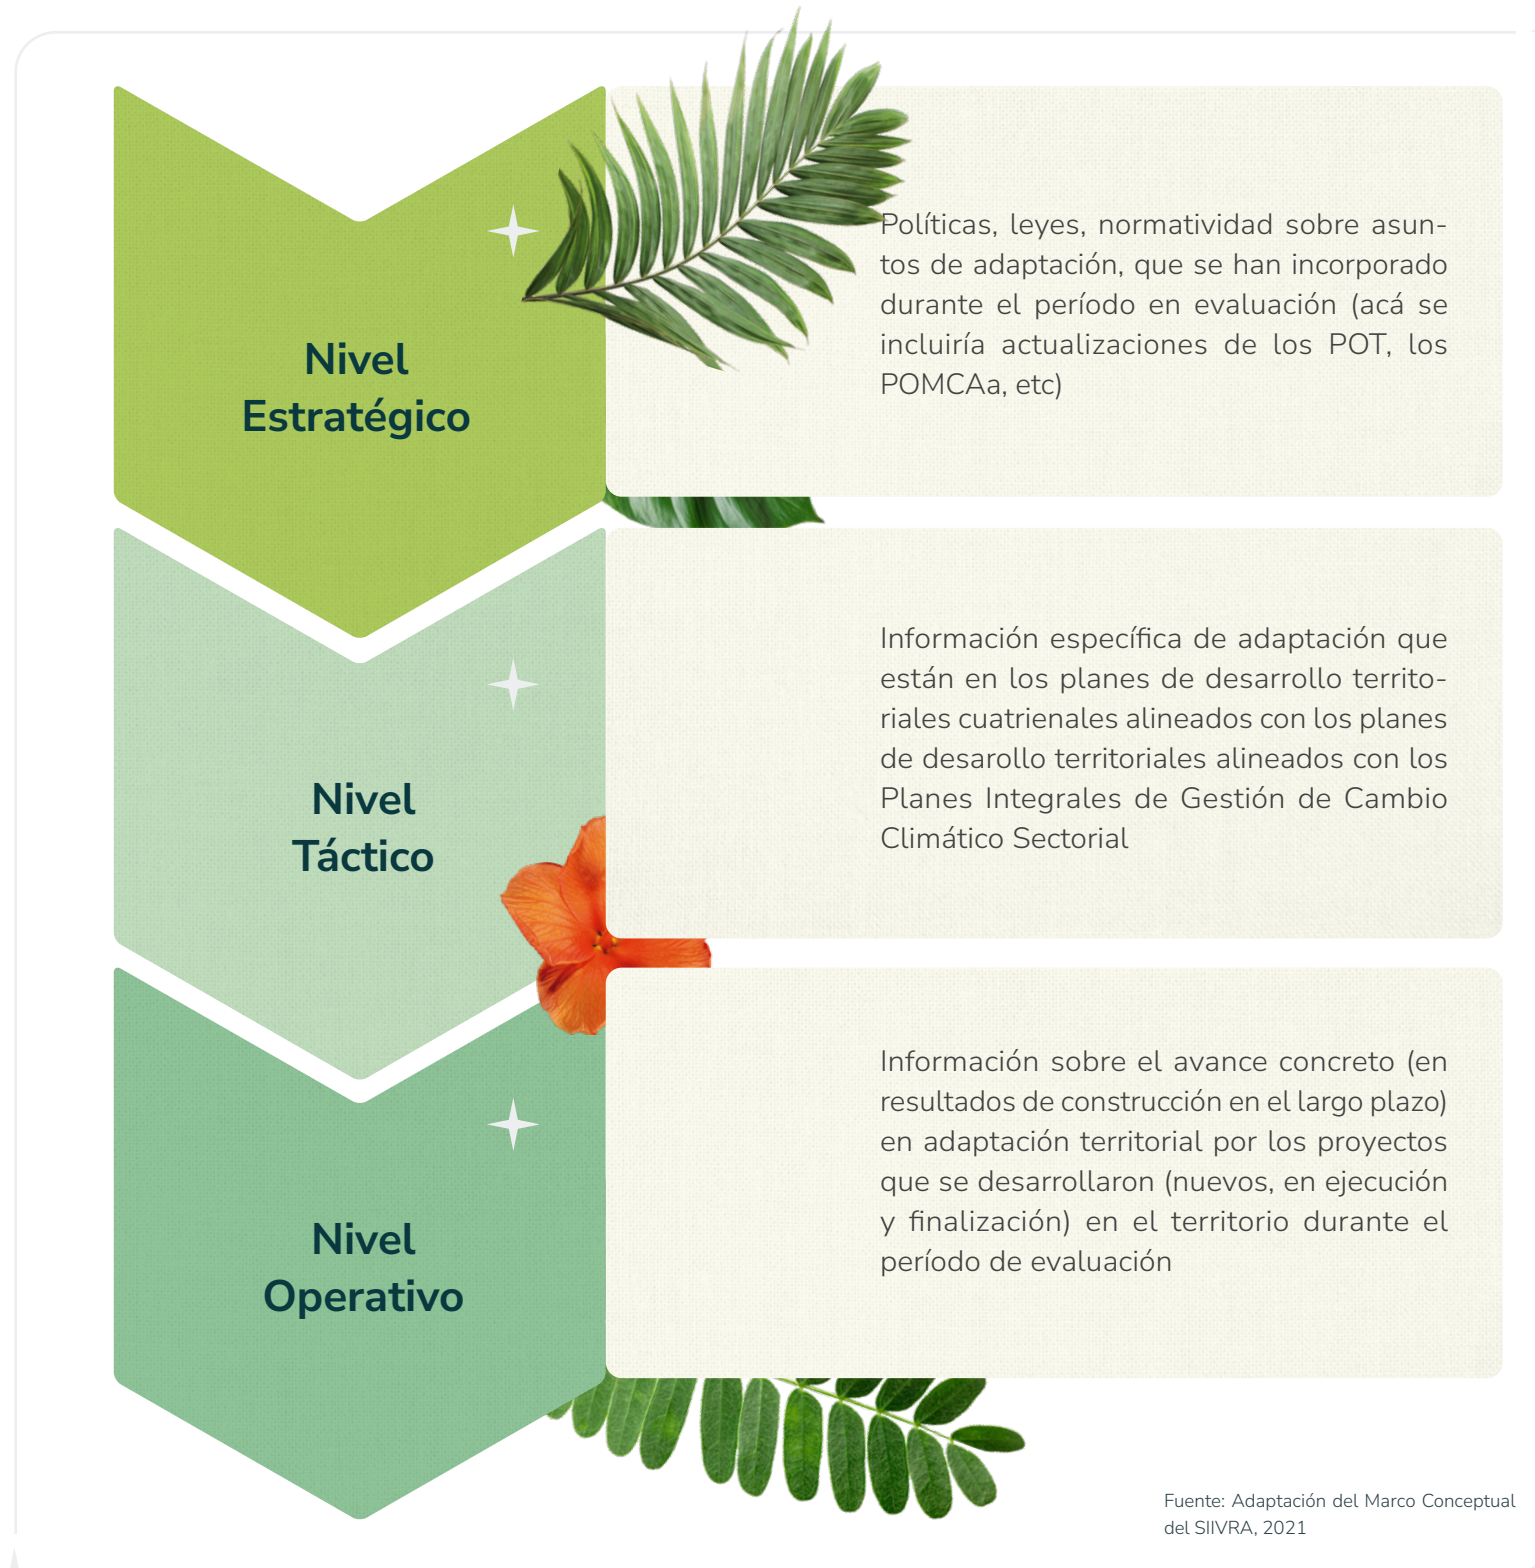 Nivel
Estratégico
Políticas, leyes, normatividad sobre asun-
tos de adaptación, que se han incorporado
durante el período en evaluación (acá se
incluiría actualizaciones de los POT, los
POMCAa, etc)
Nivel
Táctico
Información específica de adaptación que
están en los planes de desarrollo territo-
riales cuatrienales alineados con los planes
de desarollo territoriales alineados con los
Planes Integrales de Gestión de Cambio
Climático Sectorial
Nivel
Operativo
Información sobre el avance concreto (en
resultados de construcción en el largo plazo)
en adaptación territorial por los proyectos
que se desarrollaron (nuevos, en ejecución
y finalización) en el territorio durante el
período de evaluación
Fuente: Adaptación del Marco Conceptual
del SIIVRA, 2021